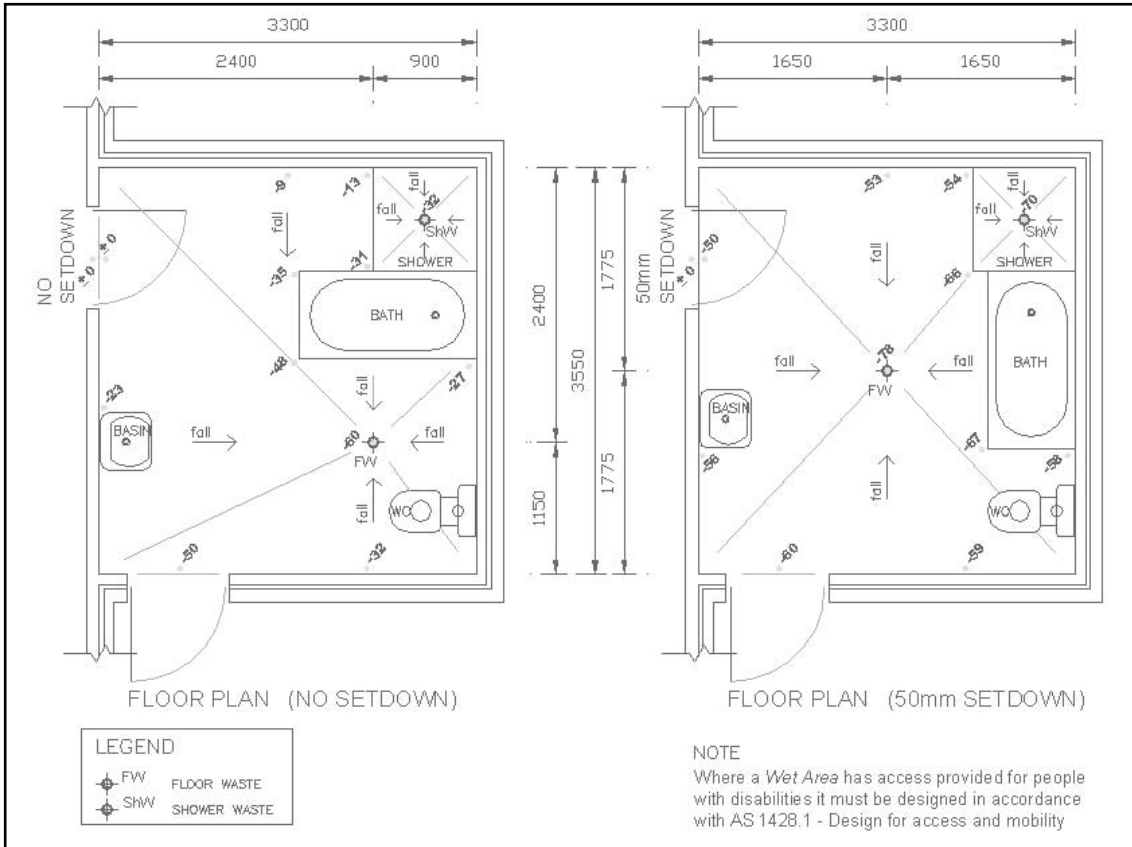 3300
2400 900
-9
-13
fall
-32
fall
ShW
SHOWER
fall
NO
SETDOWN
± 0
± 0
-35
-31
BATH
-48
-27
fall
-23
BASIN
fall
-60
fall
FW
fall
WC
-50
-32
2400
1150
3550
1775
1775
FLOOR PLAN (NO SETDOWN)
3300
1650 1650
-53
-54
fall
-70
fall
ShW
SHOWER
fall
50mm
SETDOWN
± 0
-50
-66
BATH
-78
fall
fall
FW
BASIN
-56
-67
-58
fall
WC
-60
-59
FLOOR PLAN (50mm SETDOWN)
LEGEND
FW FLOOR WASTE
ShW SHOWER WASTE
NOTE
Where a Wet Area has access provided for people
with disabilities it must be designed in accordance
with AS 1428.1 - Design for access and mobility